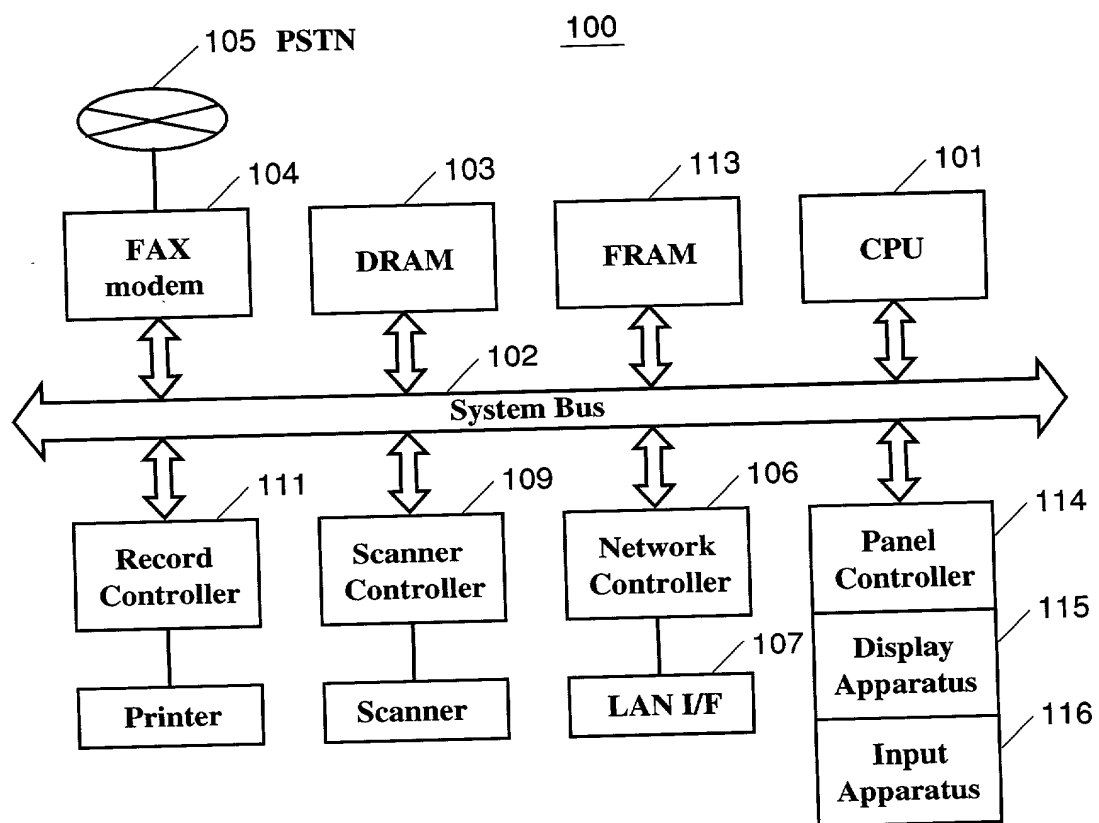 100
105 PSTN
104
FAX
modem
103
DRAM
113
FRAM
101
CPU
102
System Bus
111
Record
Controller
Printer
109
Scanner
Controller
Scanner
106
Network
Controller
107
LAN I/F
114
Panel
Controller
115
Display
Apparatus
116
Input
Apparatus